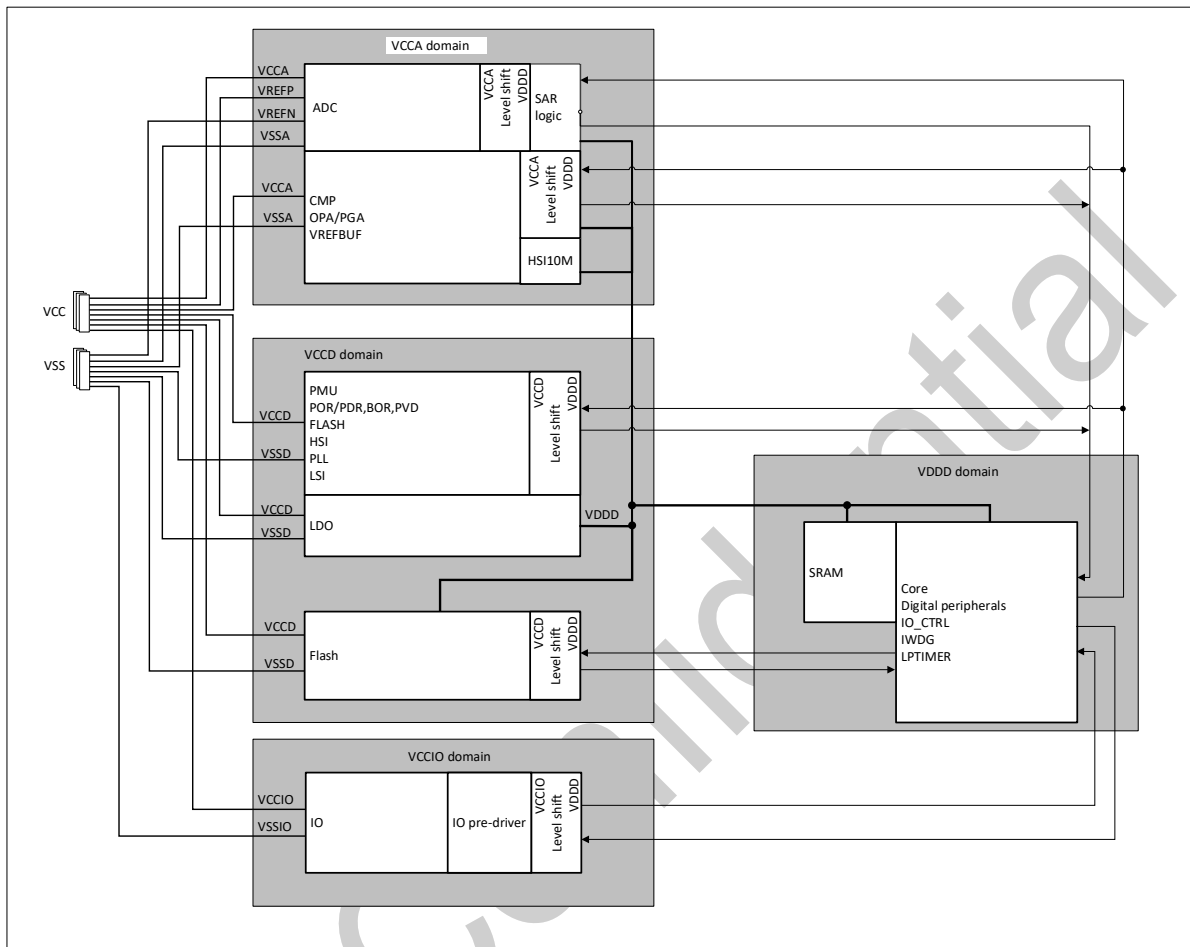 VCCA domain
VCCA
VREFP
VREFN
VSSA
ADC
VCCA
Level shift
VDDD
SAR
logic
VCCA
VSSA
CMP
OPA/PGA
VREFBUF
VCCA
Level shift
VDDD
HSI10M
VCC
VSS
VCCD domain
PMU
POR/PDR,BOR,PVD
FLASH
HSI
PLL
LSI
VCCD
VSSD
VCCD
Level shift
VDDD
VCCD
VSSD
LDO
VDDD
VCCD
VSSD
Flash
VCCD
Level shift
VDDD
VDDD domain
SRAM
Core
Digital peripherals
IO_CTRL
IWDG
LPTIMER
VCCIO domain
VCCIO
VSSIO
IO
IO pre-driver
VCCIO
Level shift
VDDD
Confidential